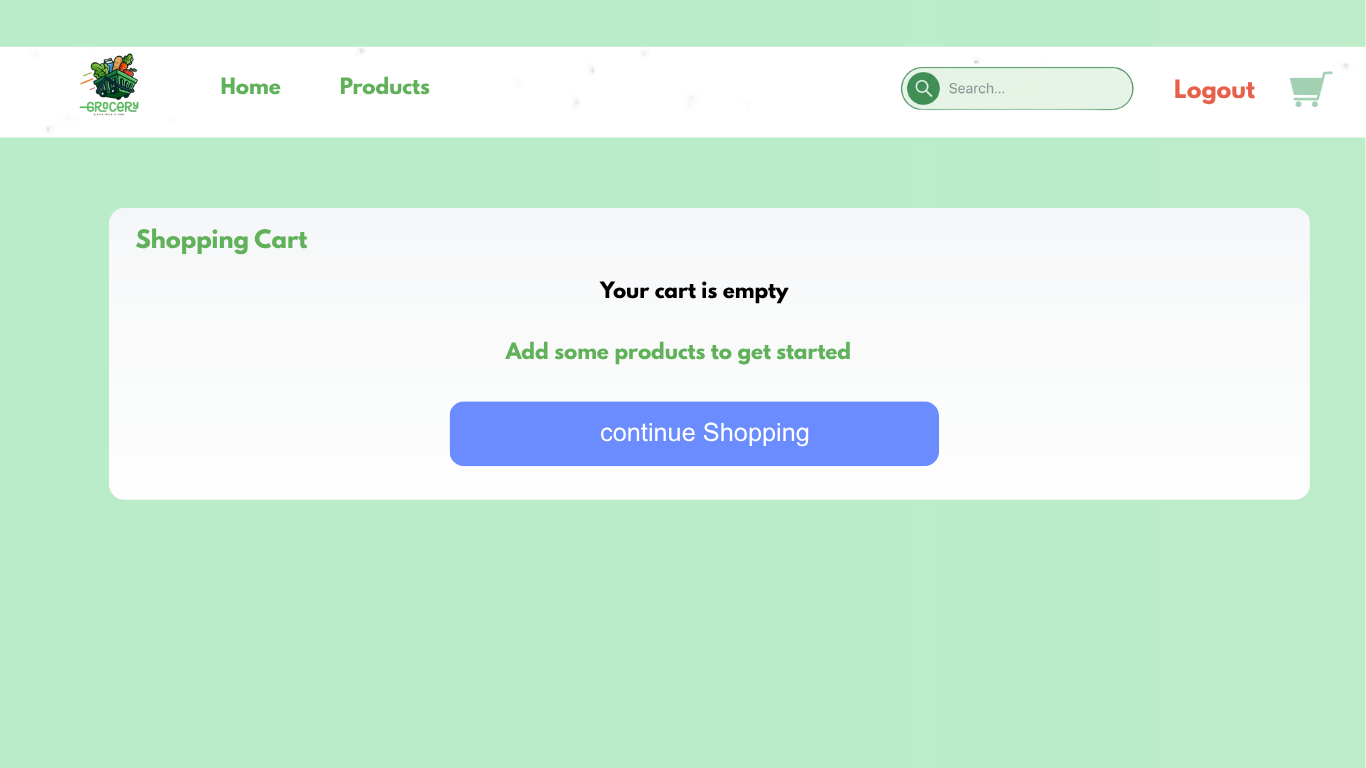 GROCERY
Home
Products
Search...
Logout
Shopping Cart
Your cart is empty
Add some products to get started
continue Shopping